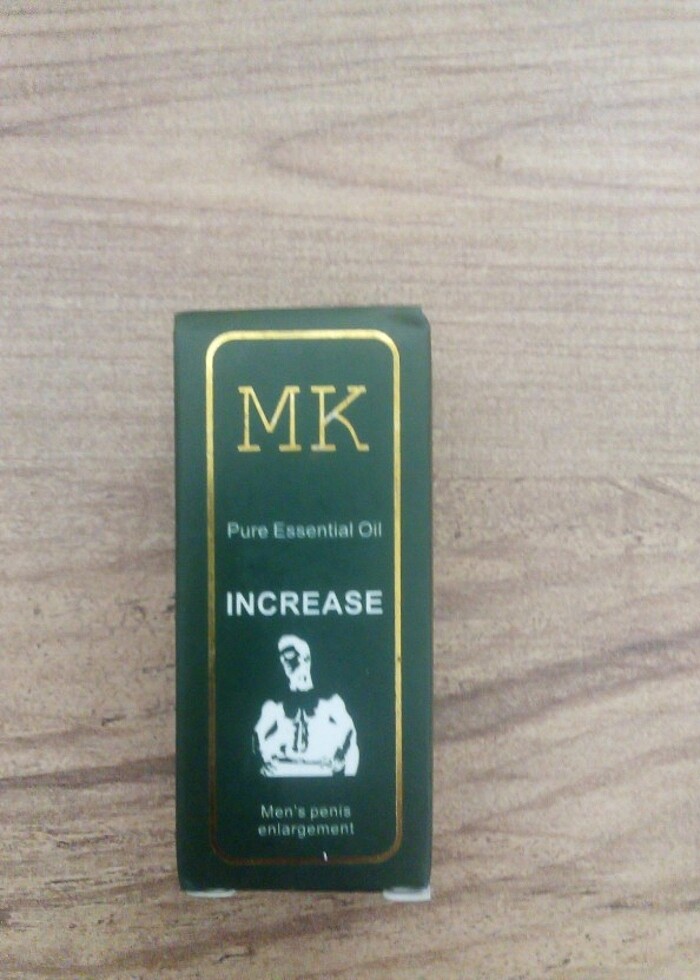 MK
Pure Essential Oil
INCREASE
Men's penis
enlargement